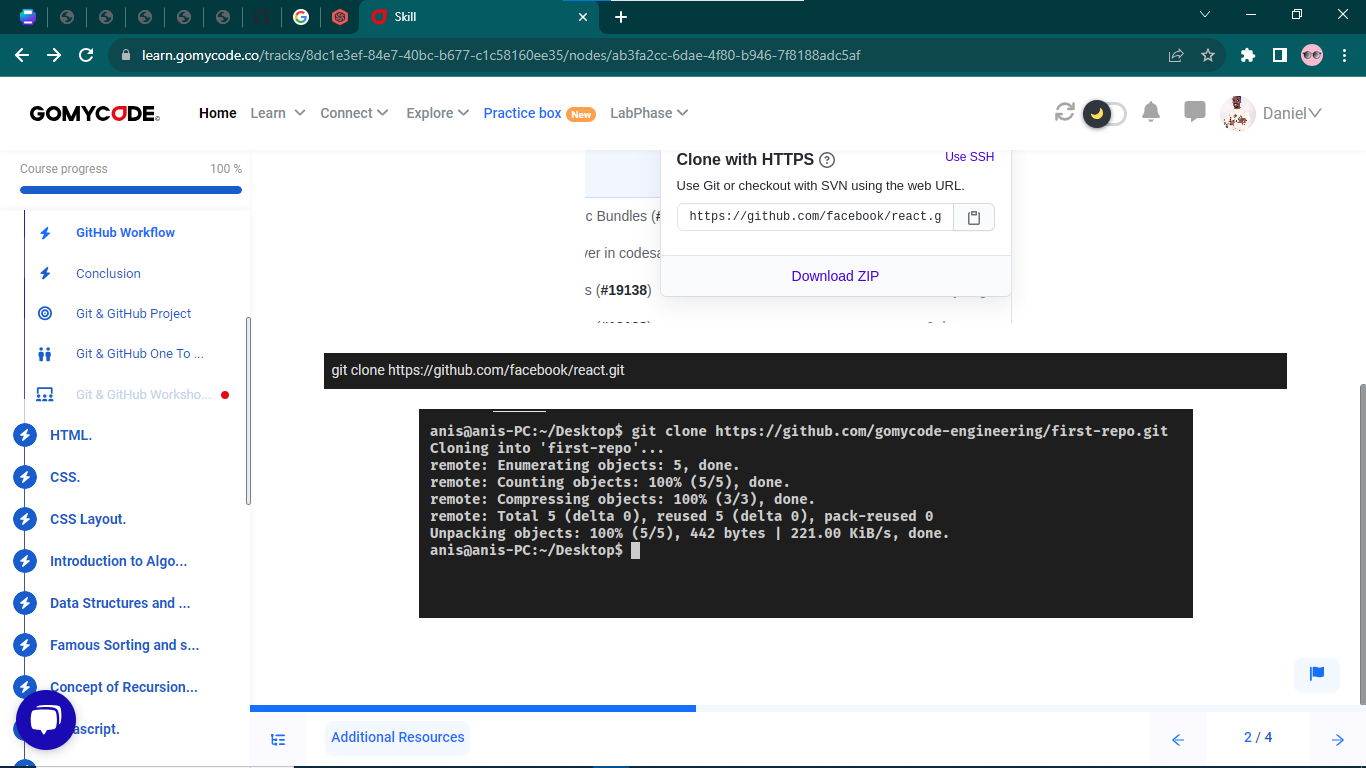 Skill
learn.gomycode.co/tracks/8dc1e3ef-84e7-40bc-b677-c1c58160ee35/nodes/ab3fa2cc-6dae-4f80-b946-7f8188adc5af
GOMYCODE
Home
Learn
Connect
Explore
Practice box New
LabPhase
Daniel
Course progress 100 %
GitHub Workflow
Conclusion
Git & GitHub Project
Git & GitHub One To ...
Git & GitHub Worksho...
HTML.
CSS.
CSS Layout.
Introduction to Algo...
Data Structures and ...
Famous Sorting and s...
Concept of Recursion...
ascript.
Clone with HTTPS
Use SSH
Use Git or checkout with SVN using the web URL.
https://github.com/facebook/react.g
Download ZIP
c Bundles (#
er in codesa
s (#19138)
git clone https://github.com/facebook/react.git
anis@anis-PC:~/Desktop$ git clone https://github.com/gomycode-engineering/first-repo.git
Cloning into 'first-repo'...
remote: Enumerating objects: 5, done.
remote: Counting objects: 100% (5/5), done.
remote: Compressing objects: 100% (3/3), done.
remote: Total 5 (delta 0), reused 5 (delta 0), pack-reused 0
Unpacking objects: 100% (5/5), 442 bytes | 221.00 KiB/s, done.
anis@anis-PC:~/Desktop$
Additional Resources
2 / 4